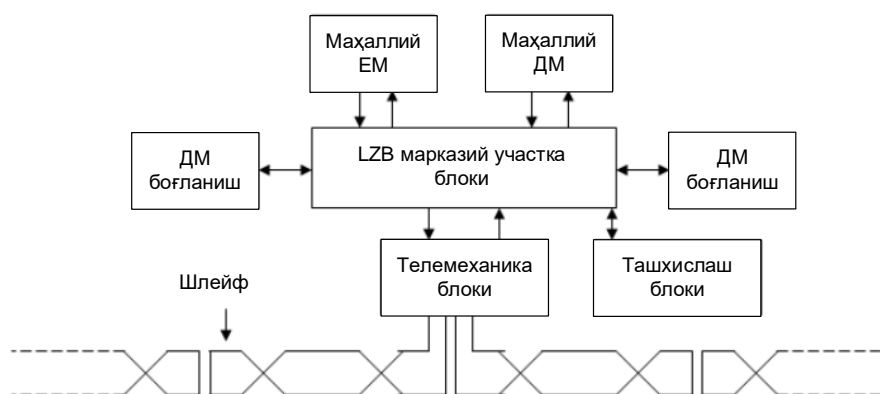 Маҳаллий
ЕМ
Маҳаллий
ДМ
ДМ
боғланиш
LZB марказий участка
блоки
ДМ
боғланиш
Телемеханика
блоки
Ташхислаш
блоки
Шлейф